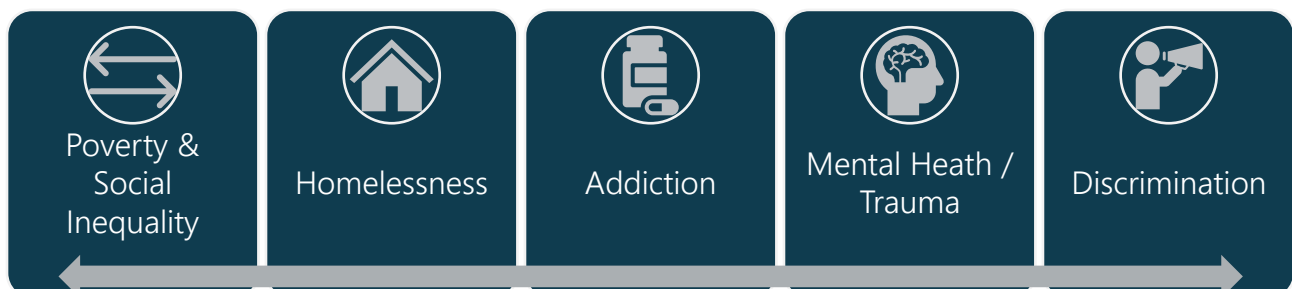 Poverty &
Social
Inequality
Homelessness
Addiction
Mental Heath /
Trauma
Discrimination